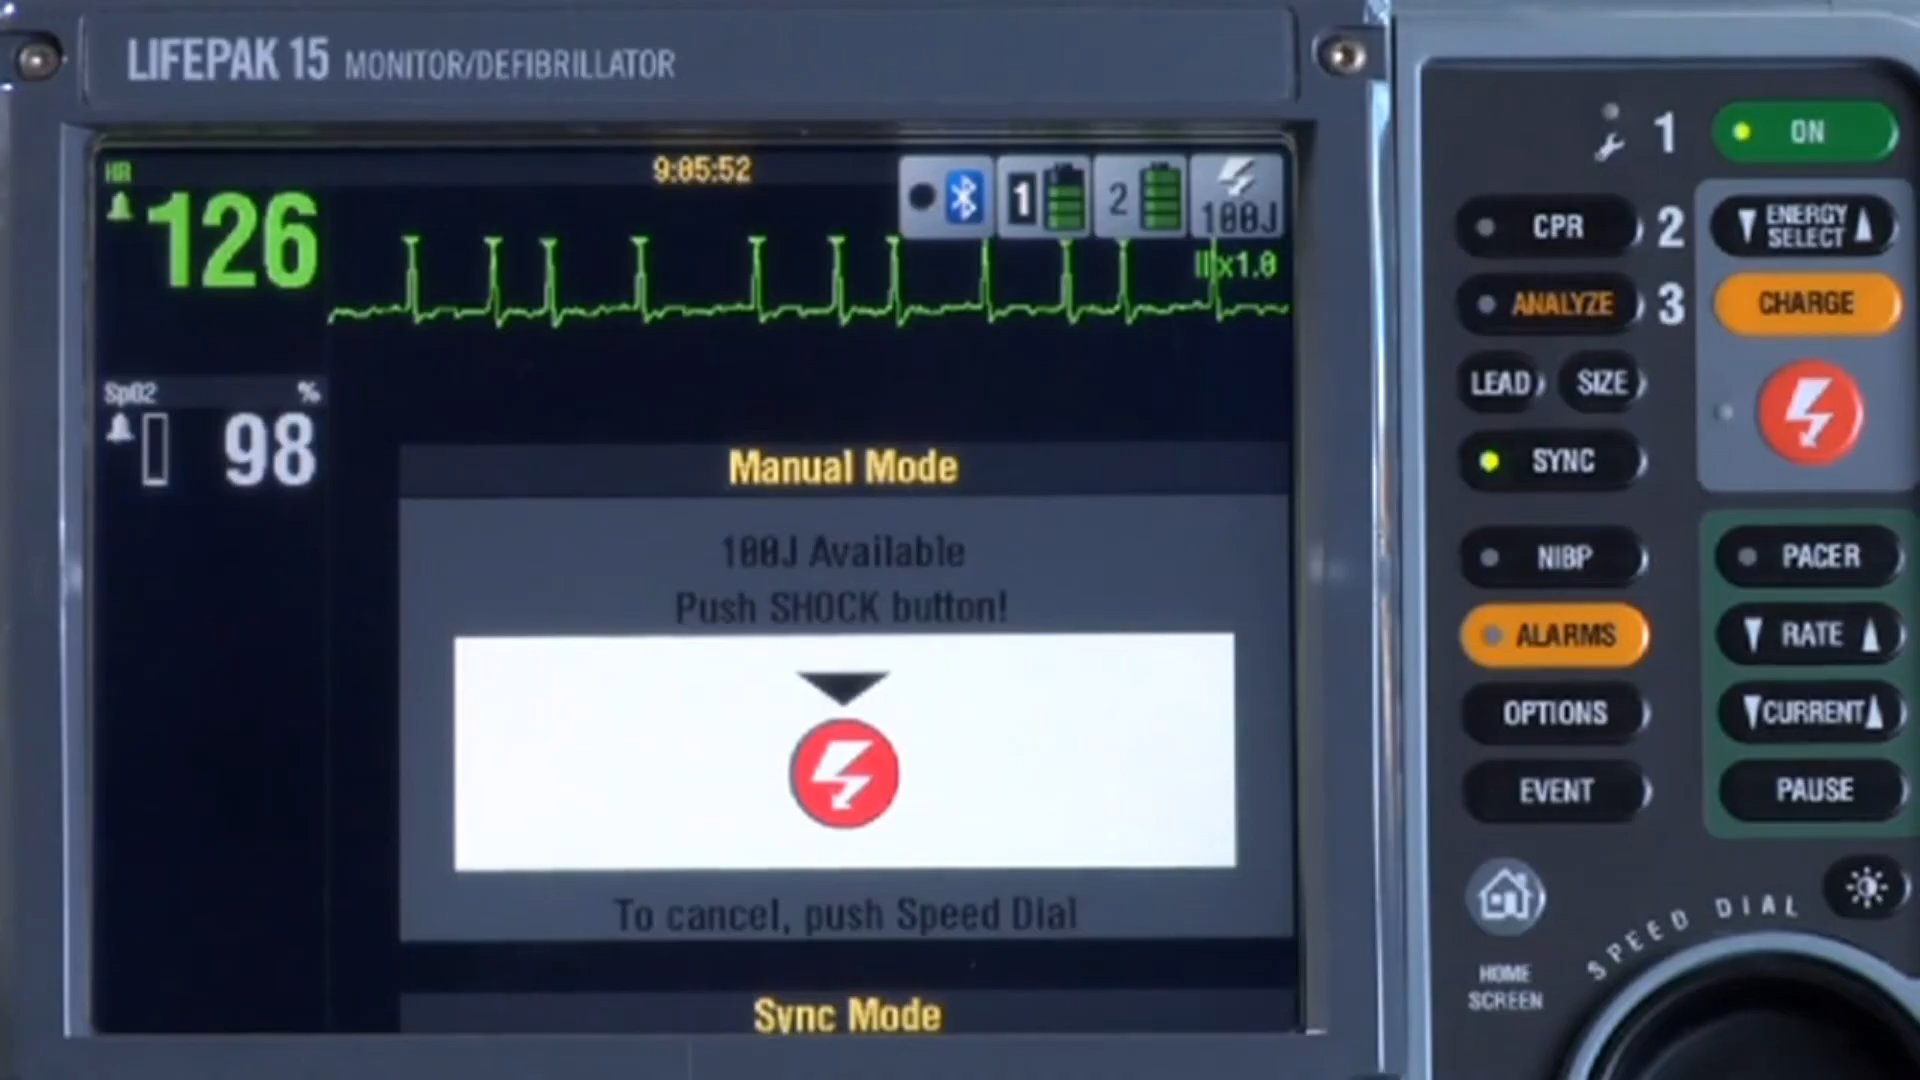 LIFEPAK 15 MONITOR/DEFIBRILLATOR
HR
126
9:05:52
1
2
100J
II x1.0
SpO2 %
98
Manual Mode
100J Available
Push SHOCK button!
To cancel, push Speed Dial
Sync Mode
1 ON
CPR 2 ENERGY SELECT
ANALYZE 3 CHARGE
LEAD SIZE
SYNC
NIBP PACER
ALARMS RATE
OPTIONS CURRENT
EVENT PAUSE
HOME
SCREEN
SPEED DIAL